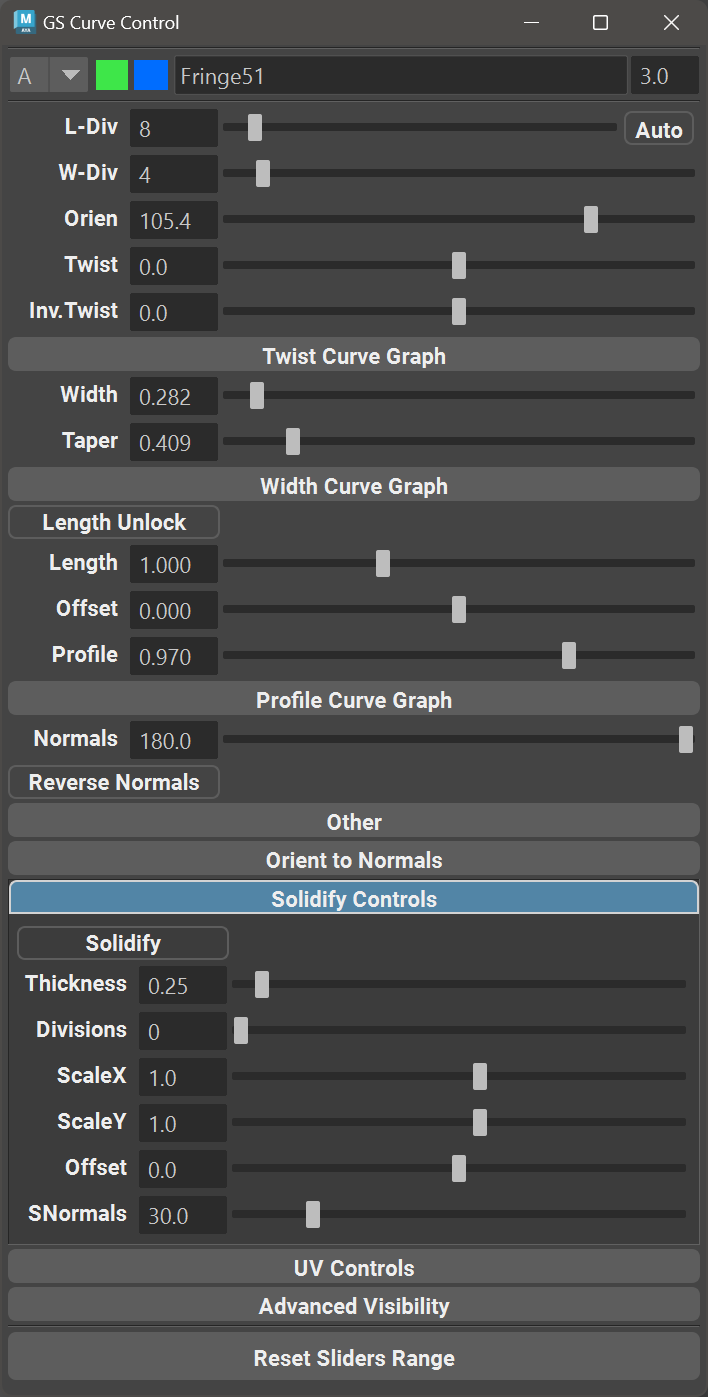 GS Curve Control
A Fringe51 3.0
L-Div 8 Auto
W-Div 4
Orien 105.4
Twist 0.0
Inv.Twist 0.0
Twist Curve Graph
Width 0.282
Taper 0.409
Width Curve Graph
Length Unlock
Length 1.000
Offset 0.000
Profile 0.970
Profile Curve Graph
Normals 180.0
Reverse Normals
Other
Orient to Normals
Solidify Controls
Solidify
Thickness 0.25
Divisions 0
ScaleX 1.0
ScaleY 1.0
Offset 0.0
SNormals 30.0
UV Controls
Advanced Visibility
Reset Sliders Range